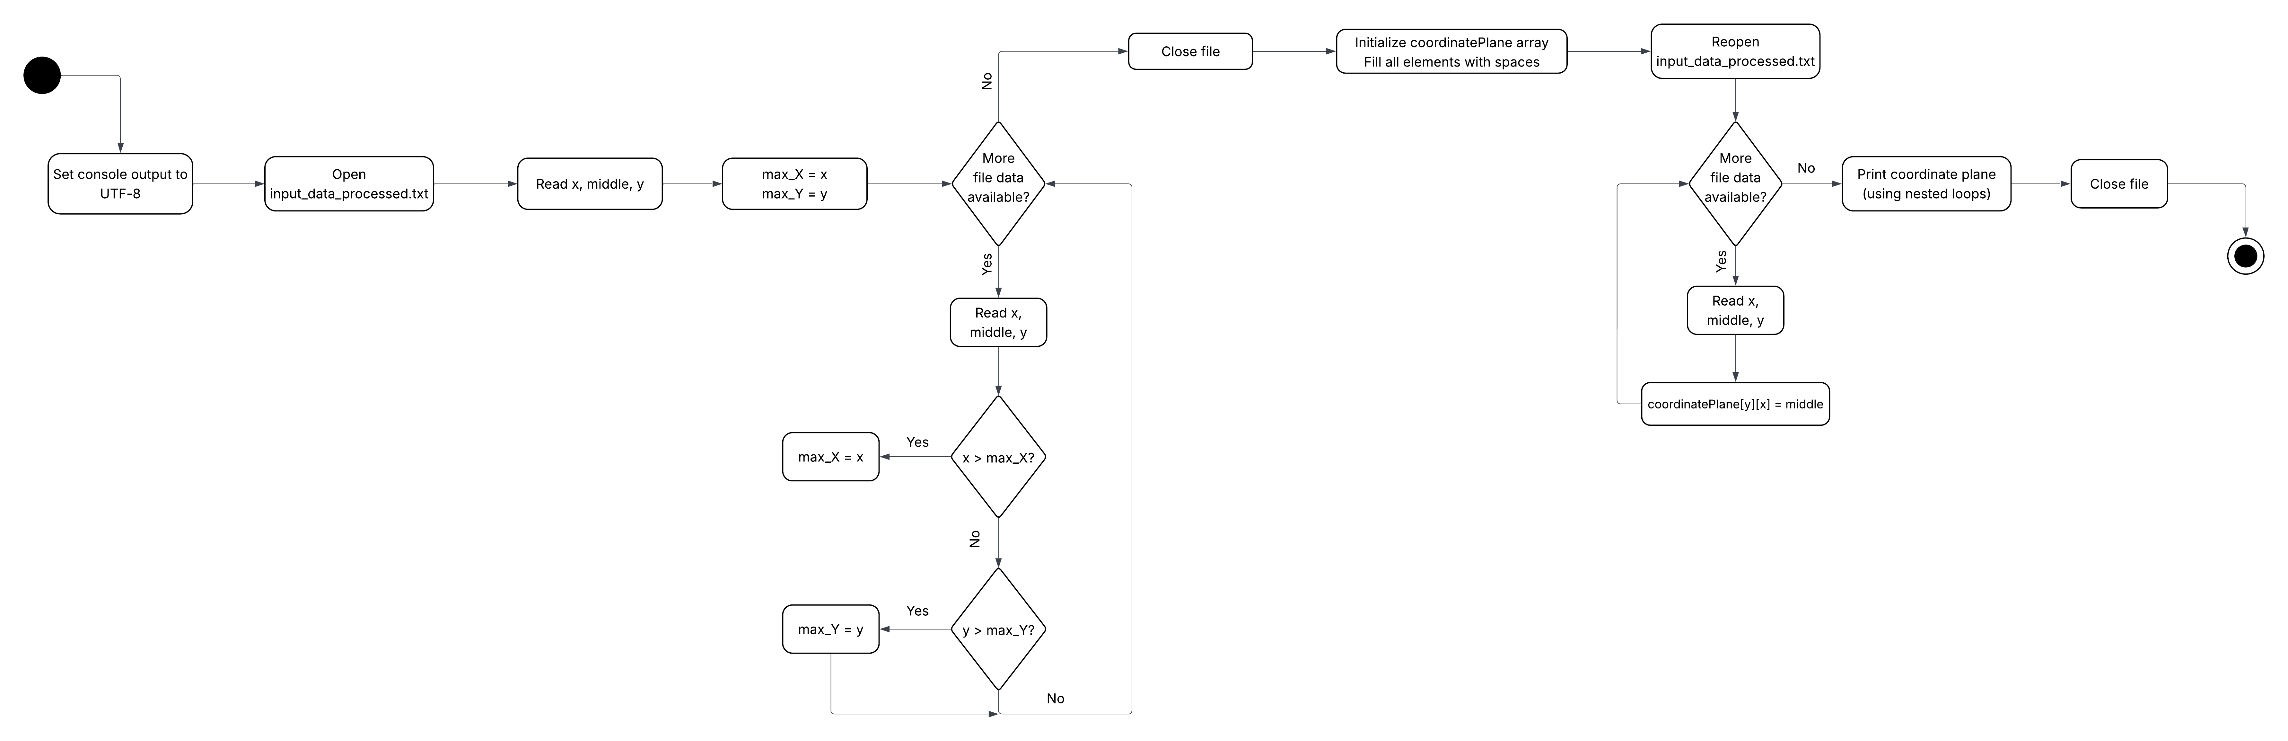 Set console output to
UTF-8
Open
input_data_processed.txt
Read x, middle, y
max_X = x
max_Y = y
More
file data
available?
No
Yes
Read x,
middle, y
x > max_X?
Yes
max_X = x
No
y > max_Y?
Yes
max_Y = y
No
Close file
Initialize coordinatePlane array
Fill all elements with spaces
Reopen
input_data_processed.txt
More
file data
available?
Yes
Read x,
middle, y
coordinatePlane[y][x] = middle
No
Print coordinate plane
(using nested loops)
Close file